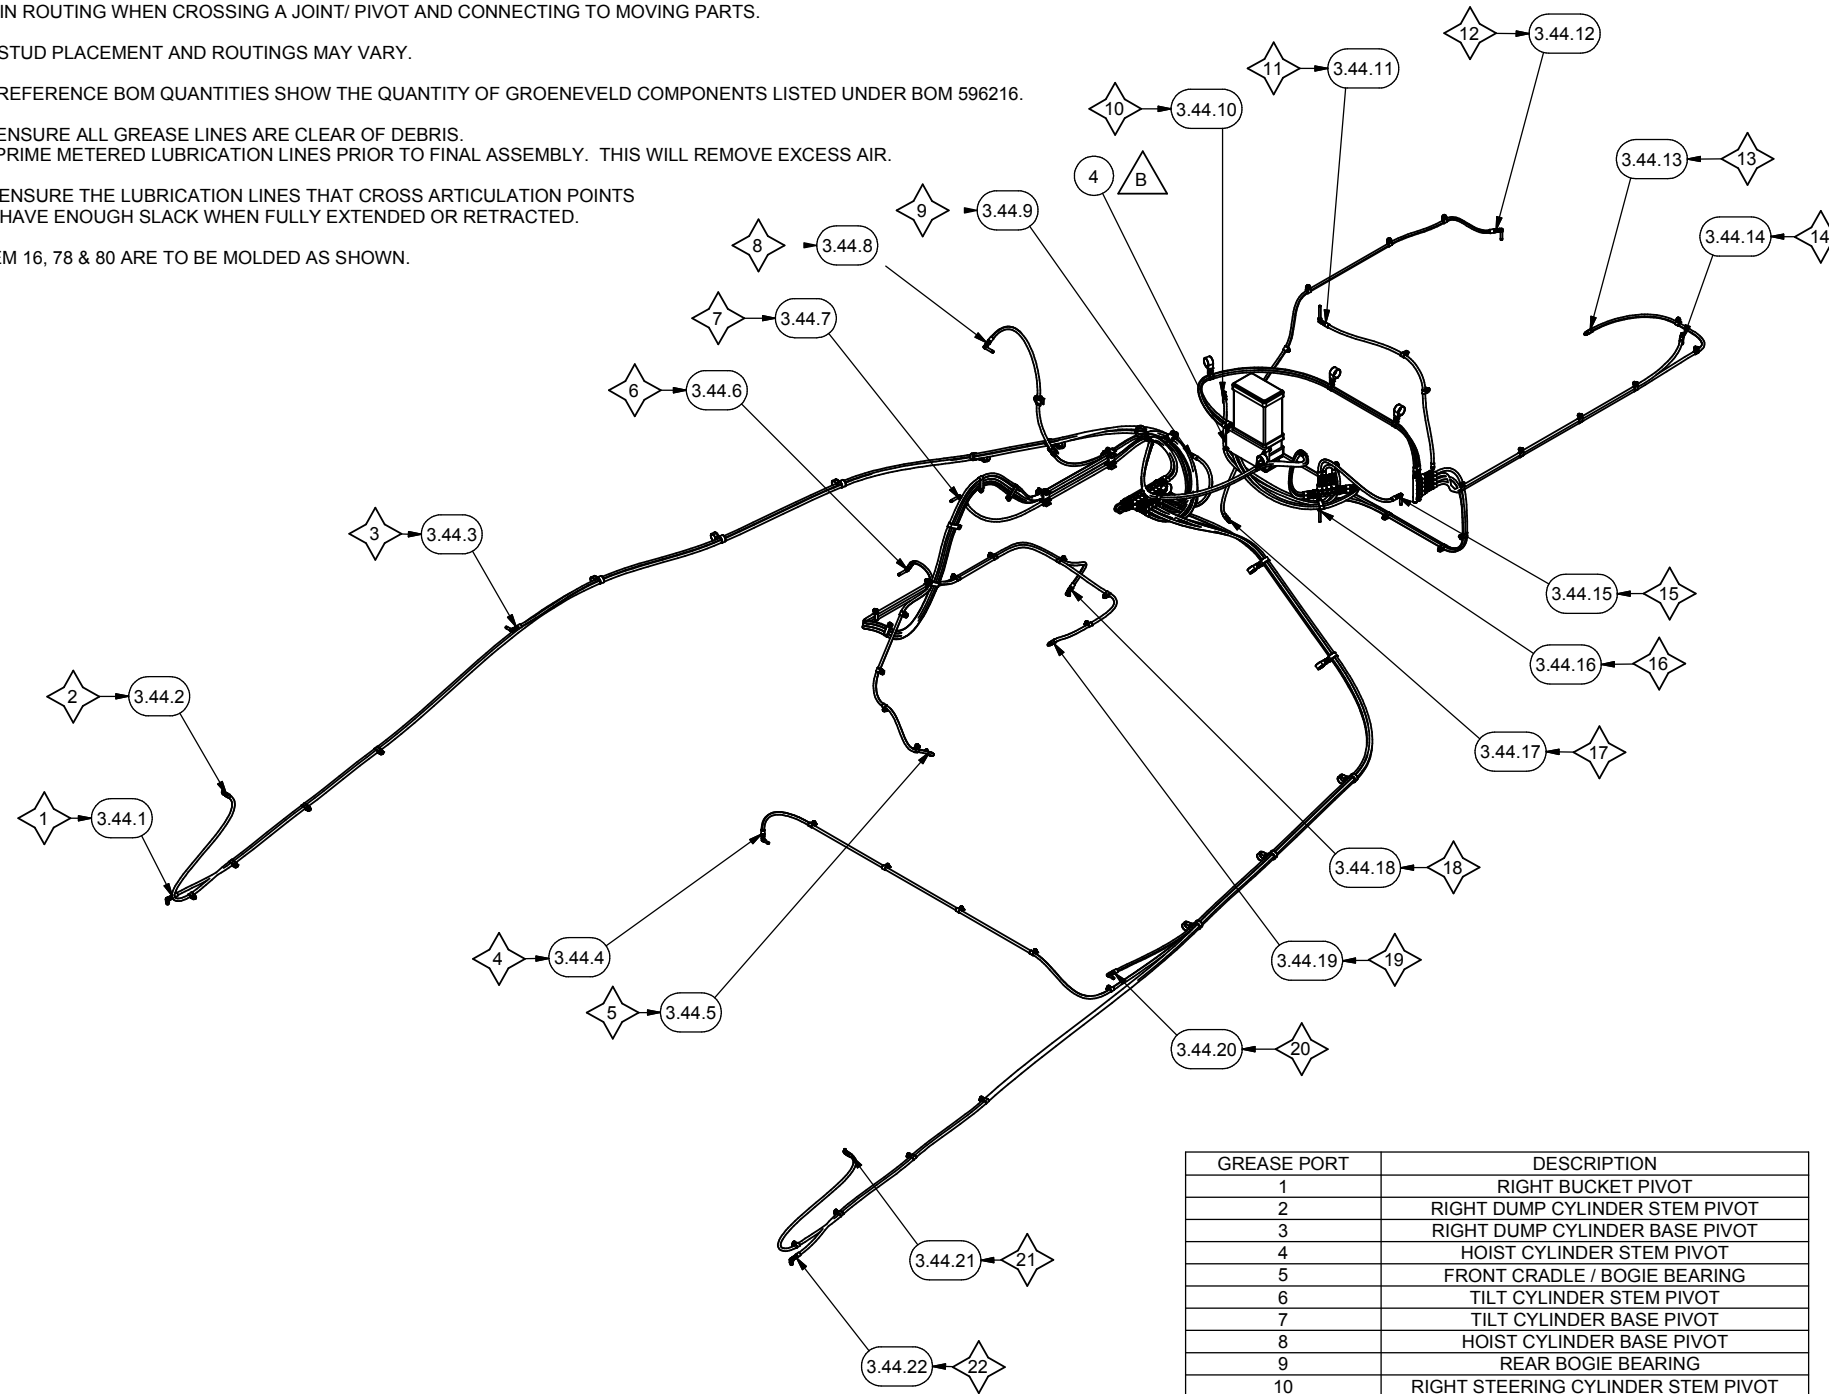 IN ROUTING WHEN CROSSING A JOINT/ PIVOT AND CONNECTING TO MOVING PARTS.
STUD PLACEMENT AND ROUTINGS MAY VARY.
REFERENCE BOM QUANTITIES SHOW THE QUANTITY OF GROENEVELD COMPONENTS LISTED UNDER BOM 596216.
ENSURE ALL GREASE LINES ARE CLEAR OF DEBRIS.
PRIME METERED LUBRICATION LINES PRIOR TO FINAL ASSEMBLY. THIS WILL REMOVE EXCESS AIR.
ENSURE THE LUBRICATION LINES THAT CROSS ARTICULATION POINTS
HAVE ENOUGH SLACK WHEN FULLY EXTENDED OR RETRACTED.
EM 16, 78 & 80 ARE TO BE MOLDED AS SHOWN.
12 3.44.12
11 3.44.11
10 3.44.10
13 3.44.13
4 B
9 3.44.9
14 3.44.14
8 3.44.8
7 3.44.7
6 3.44.6
3 3.44.3
3.44.15 15
3.44.16 16
2 3.44.2
3.44.17 17
1 3.44.1
3.44.18 18
4 3.44.4
3.44.19 19
5 3.44.5
3.44.20 20
3.44.21 21
3.44.22 22
GREASE PORT DESCRIPTION
1 RIGHT BUCKET PIVOT
2 RIGHT DUMP CYLINDER STEM PIVOT
3 RIGHT DUMP CYLINDER BASE PIVOT
4 HOIST CYLINDER STEM PIVOT
5 FRONT CRADLE / BOGIE BEARING
6 TILT CYLINDER STEM PIVOT
7 TILT CYLINDER BASE PIVOT
8 HOIST CYLINDER BASE PIVOT
9 REAR BOGIE BEARING
10 RIGHT STEERING CYLINDER STEM PIVOT